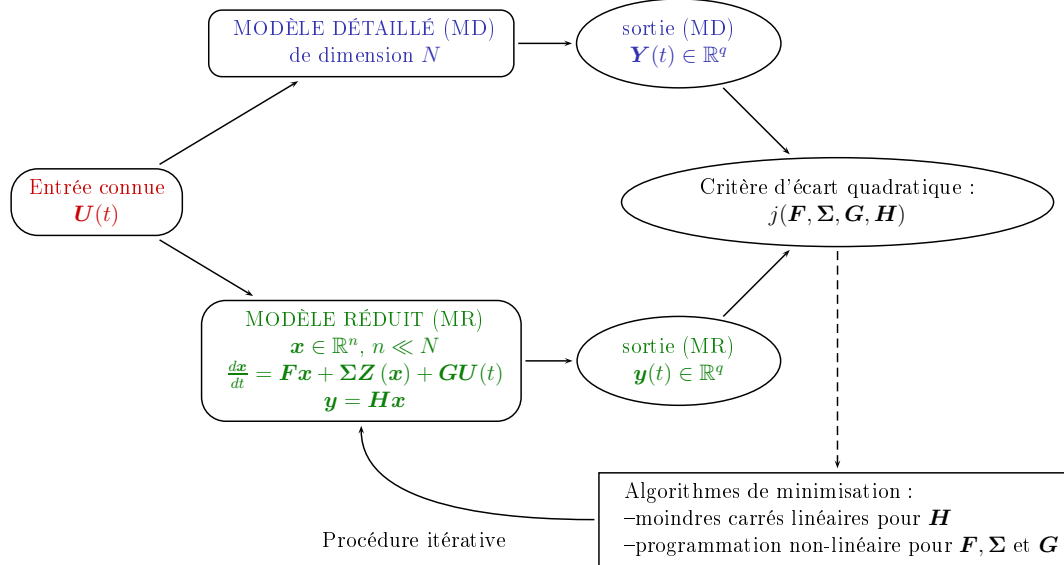 MODÈLE DÉTAILLÉ (MD)
de dimension N
sortie (MD)
Y(t) ∈ ℝ^q
Entrée connue
U(t)
Critère d'écart quadratique :
j(F, Σ, G, H)
MODÈLE RÉDUIT (MR)
x ∈ ℝ^n, n ≪ N
dx/dt = Fx + ΣZ (x) + GU(t)
y = Hx
sortie (MR)
y(t) ∈ ℝ^q
Algorithmes de minimisation :
–moindres carrés linéaires pour H
–programmation non-linéaire pour F, Σ et G
Procédure itérative